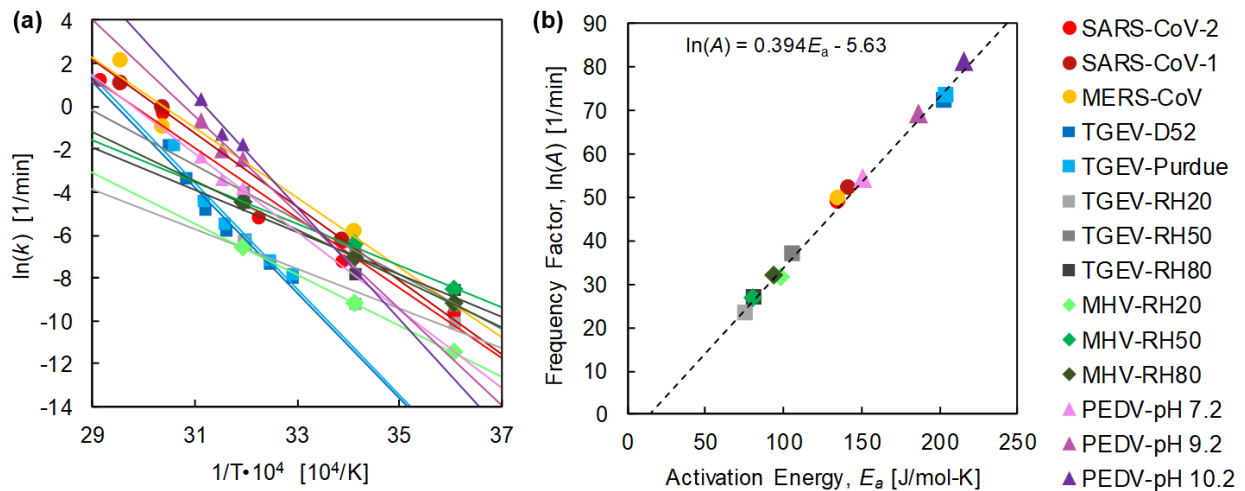 (a)
4
2
0
-2
-4
-6
-8
-10
-12
-14
ln(k) [1/min]
29
31
33
35
37
1/T•10⁴ [10⁴/K]
(b)
90
80
70
60
50
40
30
20
10
0
Frequency Factor, ln(A) [1/min]
ln(A) = 0.394Eₐ - 5.63
0
50
100
150
200
250
Activation Energy, Eₐ [J/mol-K]
SARS-CoV-2
SARS-CoV-1
MERS-CoV
TGEV-D52
TGEV-Purdue
TGEV-RH20
TGEV-RH50
TGEV-RH80
MHV-RH20
MHV-RH50
MHV-RH80
PEDV-pH 7.2
PEDV-pH 9.2
PEDV-pH 10.2